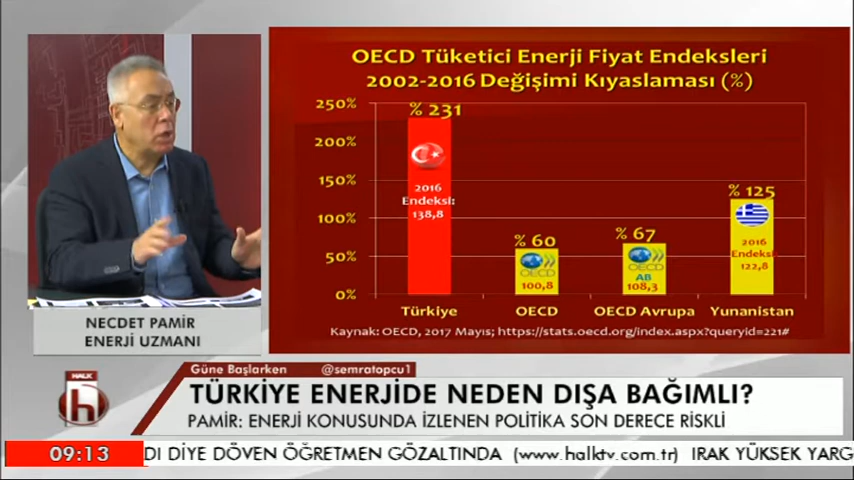 OECD Tüketici Enerji Fiyat Endeksleri
2002-2016 Değişimi Kıyaslaması (%)
250%
200%
150%
100%
50%
0%
% 231
2016
Endeksi:
138,8
% 60
OECD
100,8
% 67
OECD
AB
108,3
% 125
2016
Endeksi:
122,8
Türkiye
OECD
OECD Avrupa
Yunanistan
Kaynak: OECD, 2017 Mayıs; https://stats.oecd.org/index.aspx?queryid=221#
NECDET PAMİR
ENERJİ UZMANI
Güne Başlarken @semratopcu1
HALK
h
TÜRKİYE ENERJİDE NEDEN DIŞA BAĞIMLI?
PAMİR: ENERJİ KONUSUNDA İZLENEN POLİTİKA SON DERECE RİSKLİ
09:13
DI DİYE DÖVEN ÖĞRETMEN GÖZALTINDA (www.halktv.com.tr) IRAK YÜKSEK YARG